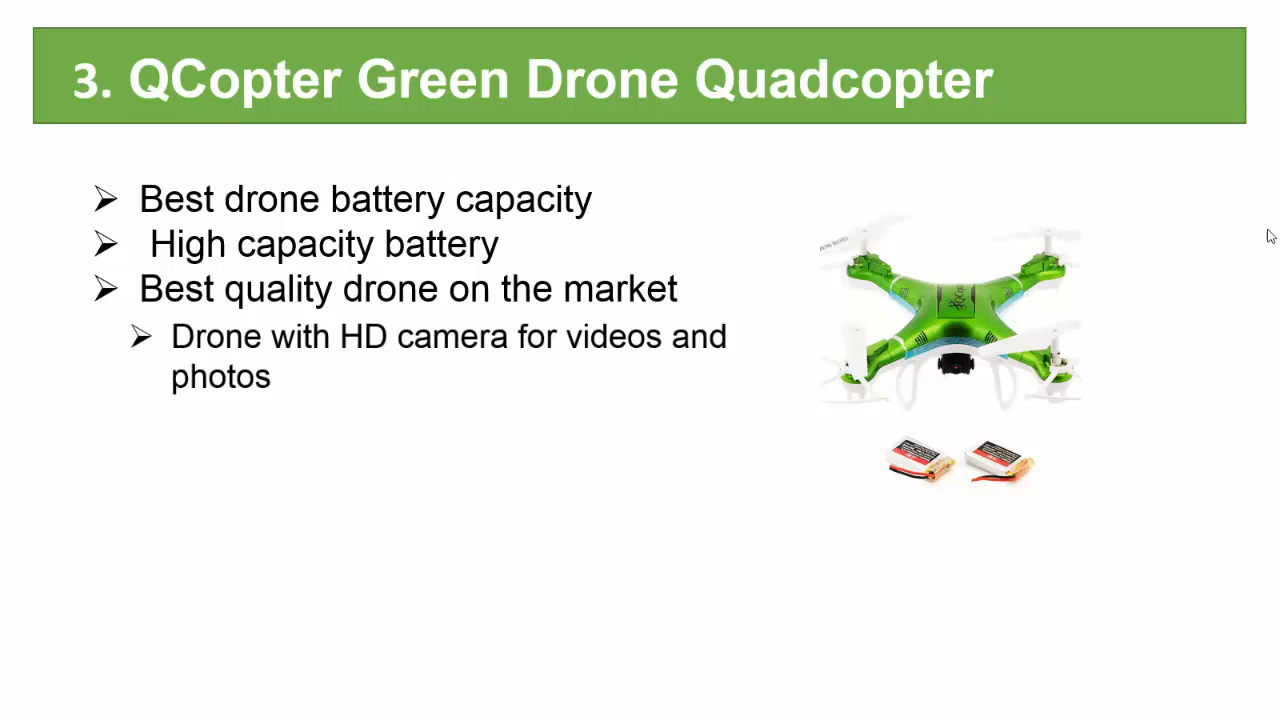 3. QCopter Green Drone Quadcopter
Best drone battery capacity
High capacity battery
Best quality drone on the market
Drone with HD camera for videos and
photos